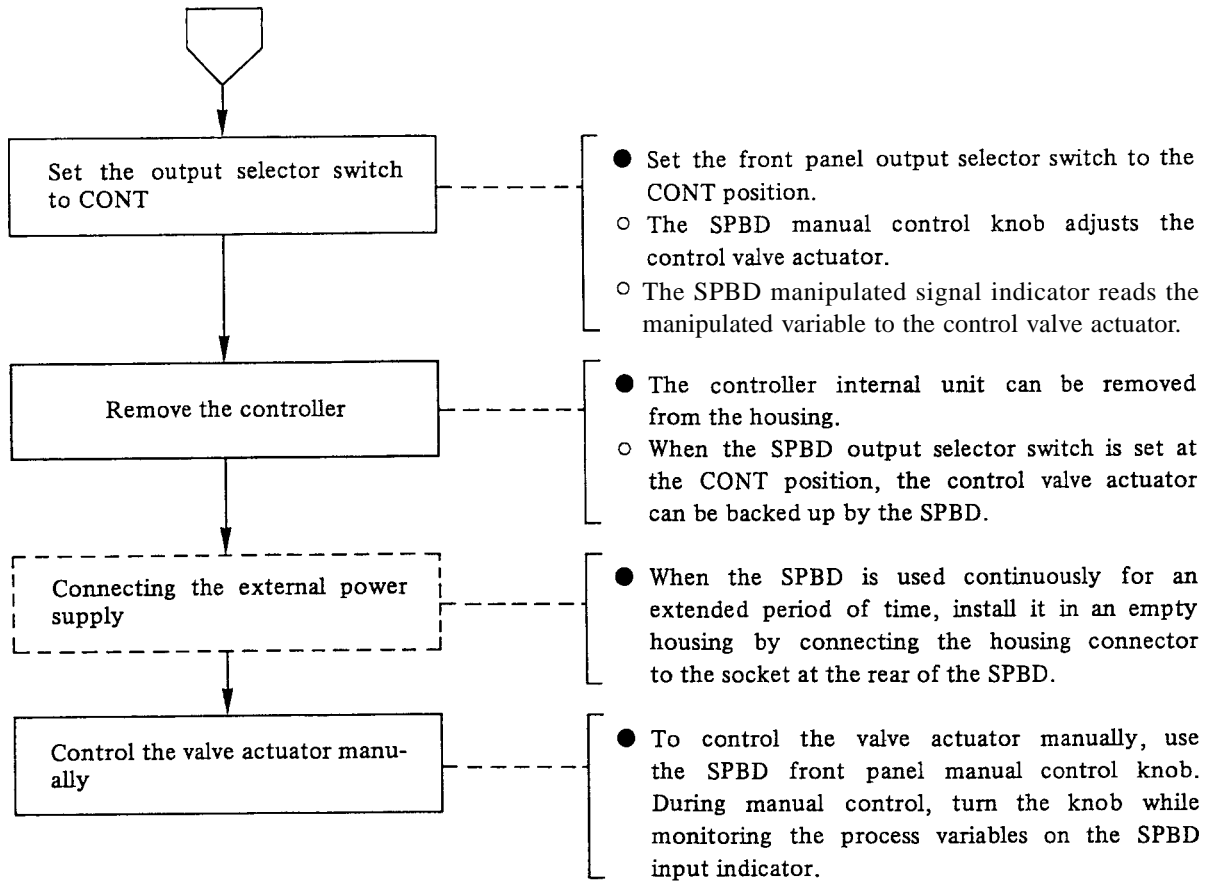 Set the output selector switch
to CONT
● Set the front panel output selector switch to the
CONT position.
○ The SPBD manual control knob adjusts the
control valve actuator.
○ The SPBD manipulated signal indicator reads the
manipulated variable to the control valve actuator.
Remove the controller
● The controller internal unit can be removed
from the housing.
○ When the SPBD output selector switch is set at
the CONT position, the control valve actuator
can be backed up by the SPBD.
Connecting the external power
supply
● When the SPBD is used continuously for an
extended period of time, install it in an empty
housing by connecting the housing connector
to the socket at the rear of the SPBD.
Control the valve actuator manu-
ally
● To control the valve actuator manually, use
the SPBD front panel manual control knob.
During manual control, turn the knob while
monitoring the process variables on the SPBD
input indicator.